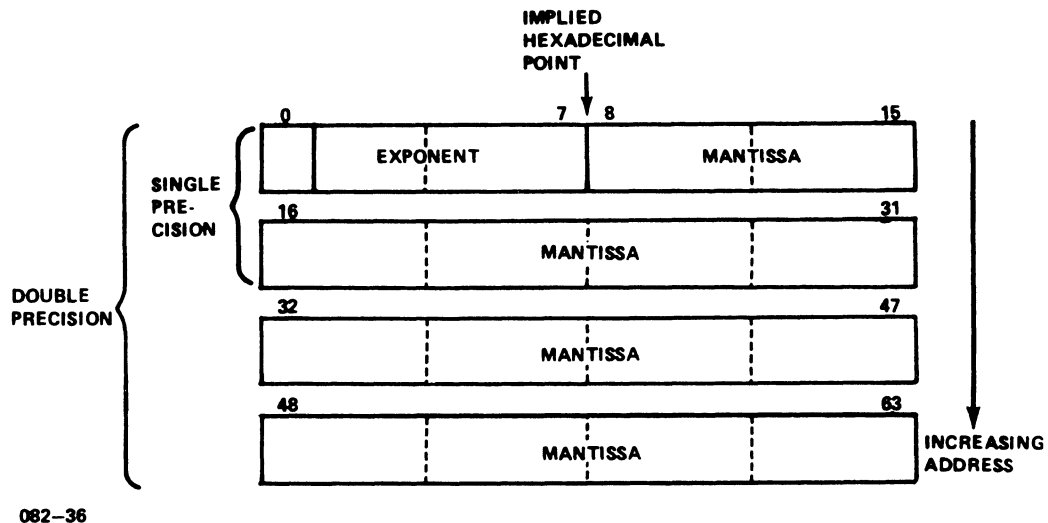 IMPLIED
HEXADECIMAL
POINT
0 7 8 15
EXPONENT MANTISSA
SINGLE
PRE-
CISION
16 31
MANTISSA
DOUBLE
PRECISION
32 47
MANTISSA
48 63
MANTISSA
INCREASING
ADDRESS
082-36